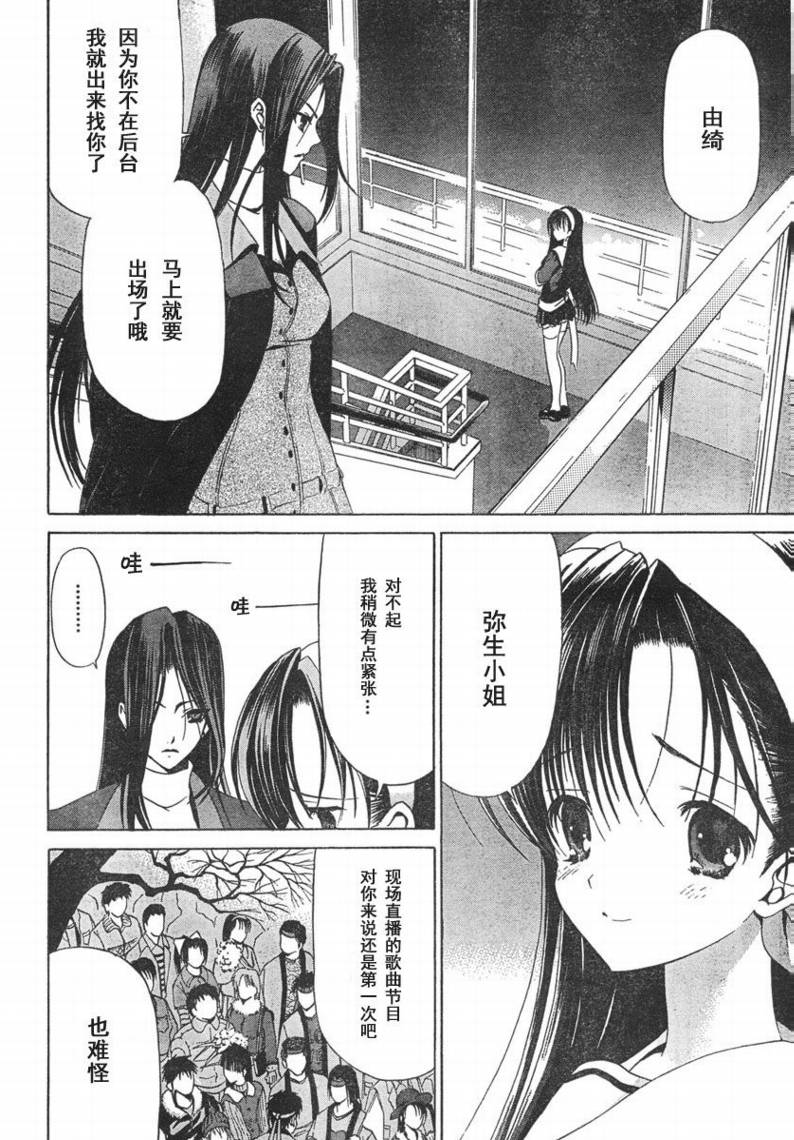 由绮
因为你不在后台
我就出来找你了
马上就要
出场了哦
弥生小姐
对不起
我稍微有点紧张…
哇
哇
………
现场直播的歌曲节目
对你来说还是第一次吧
也难怪